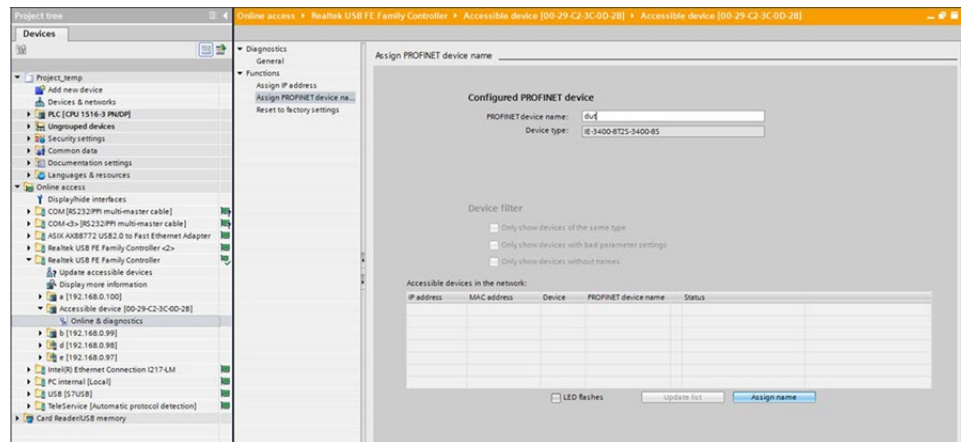 Project tree
Online access ▸ Realtek USB FE Family Controller ▸ Accessible device [00-29-C2-3C-0D-2B] ▸ Accessible device [00-29-C2-3C-0D-2B]
Devices
Project_temp
Add new device
Devices & networks
PLC [CPU 1516-3 PN/DP]
Ungrouped devices
Security settings
Common data
Documentation settings
Languages & resources
Online access
Display/hide interfaces
COM [RS232/PPI multi-master cable]
COM <3> [RS232/PPI multi-master cable]
ASIX AX88772 USB2.0 to Fast Ethernet Adapter
Realtek USB FE Family Controller <2>
Realtek USB FE Family Controller
Update accessible devices
Display more information
a [192.168.0.100]
Accessible device [00-29-C2-3C-0D-2B]
Online & diagnostics
b [192.168.0.99]
d [192.168.0.98]
e [192.168.0.97]
Intel(R) Ethernet Connection I217-LM
PC internal [Local]
USB [S7USB]
TeleService [Automatic protocol detection]
Card Reader/USB memory
Diagnostics
General
Functions
Assign IP address
Assign PROFINET device na...
Reset to factory settings
Assign PROFINET device name
Configured PROFINET device
PROFINET device name: dut
Device type: IE-3400-8T2S-3400-8S
Device filter
Only show devices of the same type
Only show devices with bad parameter settings
Only show devices without names
Accessible devices in the network:
IP address MAC address Device PROFINET device name Status
LED flashes Update list Assign name